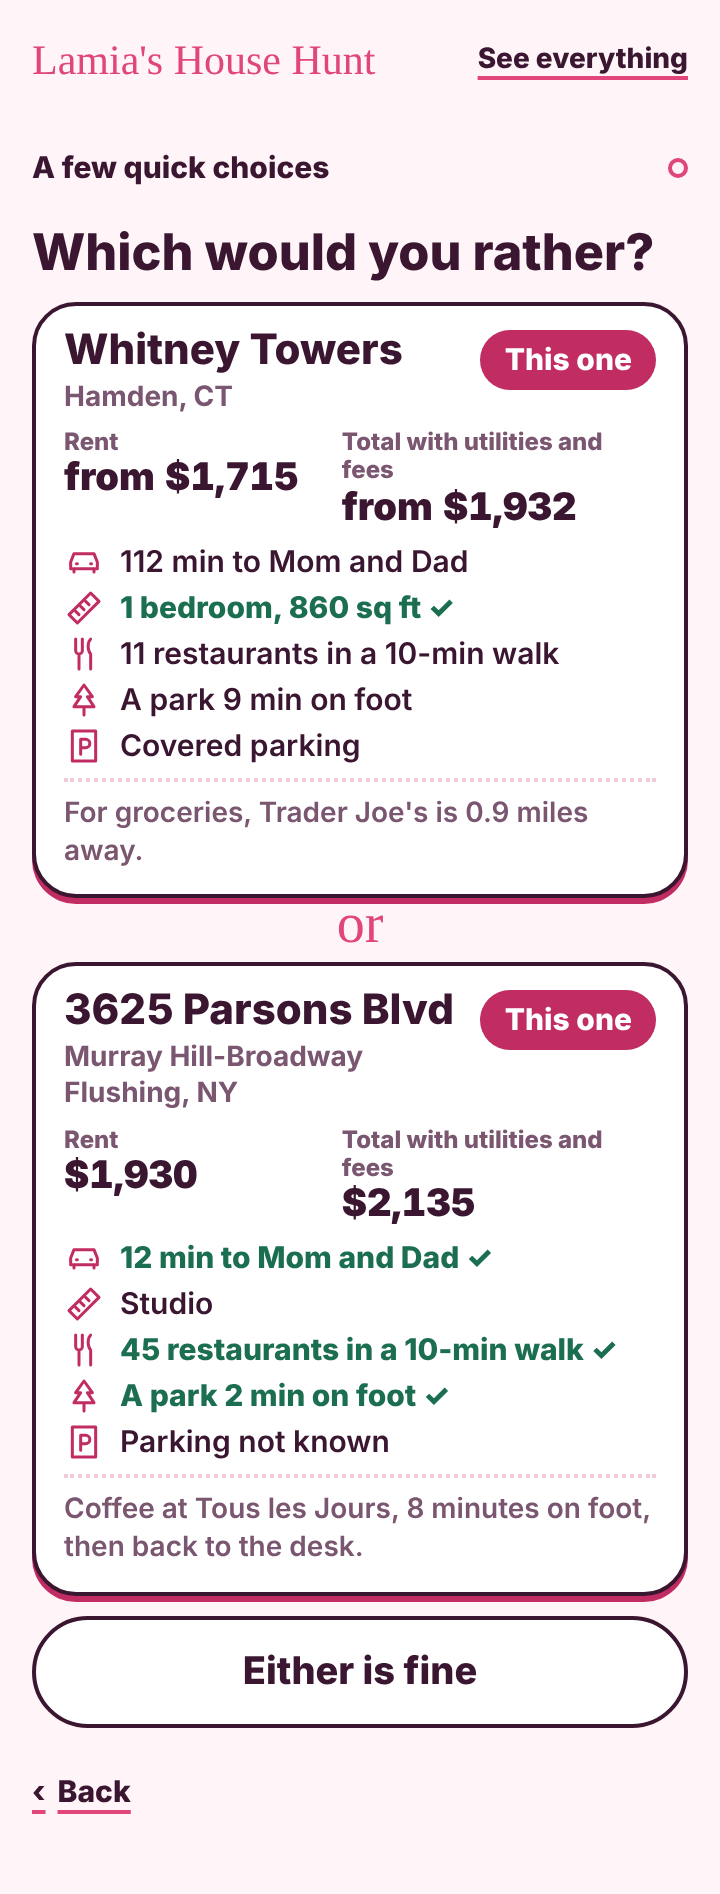 Lamia's House Hunt
See everything
A few quick choices
Which would you rather?
Whitney Towers
This one
Hamden, CT
Rent
from $1,715
Total with utilities and
fees
from $1,932
112 min to Mom and Dad
1 bedroom, 860 sq ft ✓
11 restaurants in a 10-min walk
A park 9 min on foot
P
Covered parking
For groceries, Trader Joe's is 0.9 miles
away.
or
3625 Parsons Blvd
This one
Murray Hill-Broadway
Flushing, NY
Rent
$1,930
Total with utilities and
fees
$2,135
12 min to Mom and Dad ✓
Studio
45 restaurants in a 10-min walk ✓
A park 2 min on foot ✓
P
Parking not known
Coffee at Tous les Jours, 8 minutes on foot,
then back to the desk.
Either is fine
‹ Back